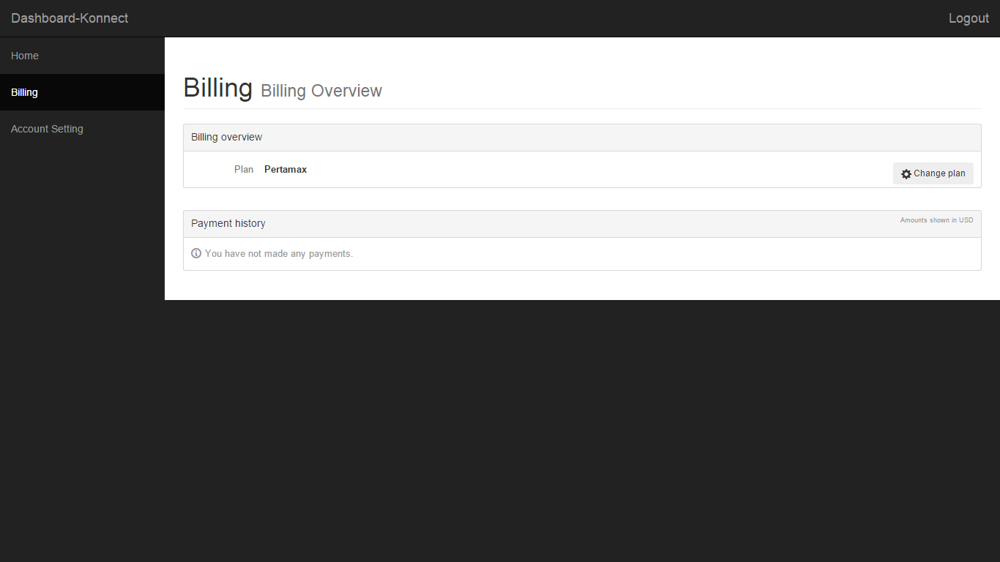 Dashboard-Konnect Logout
Home
Billing
Account Setting
Billing Billing Overview
Billing overview
Plan Pertamax Change plan
Payment history Amounts shown in USD
You have not made any payments.